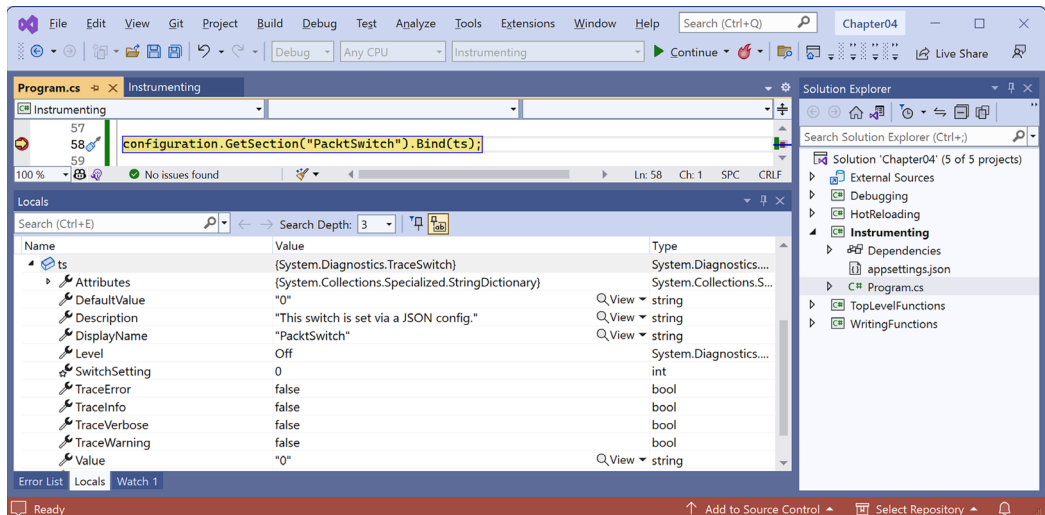 File Edit View Git Project Build Debug Test Analyze Tools Extensions Window Help Search (Ctrl+Q) Chapter04
Debug Any CPU Instrumenting Continue Live Share
Program.cs Instrumenting
Instrumenting
57
58 configuration.GetSection("PacktSwitch").Bind(ts);
59
100 % No issues found Ln: 58 Ch: 1 SPC CRLF
Locals
Search (Ctrl+E) Search Depth: 3
Name Value Type
ts {System.Diagnostics.TraceSwitch} System.Diagnostics....
Attributes {System.Collections.Specialized.StringDictionary} System.Collections.S...
DefaultValue "0" View string
Description "This switch is set via a JSON config." View string
DisplayName "PacktSwitch" View string
Level Off System.Diagnostics....
SwitchSetting 0 int
TraceError false bool
TraceInfo false bool
TraceVerbose false bool
TraceWarning false bool
Value "0" View string
Error List Locals Watch 1
Solution Explorer
Search Solution Explorer (Ctrl+;)
Solution 'Chapter04' (5 of 5 projects)
External Sources
C# Debugging
C# HotReloading
C# Instrumenting
Dependencies
appsettings.json
C# Program.cs
C# TopLevelFunctions
C# WritingFunctions
Ready Add to Source Control Select Repository